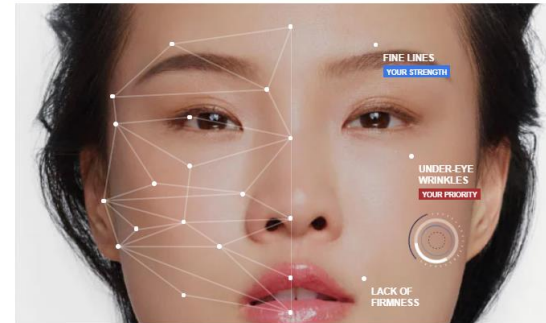 FINE LINES
YOUR STRENGTH
UNDER-EYE
WRINKLES
YOUR PRIORITY
LACK OF
FIRMNESS